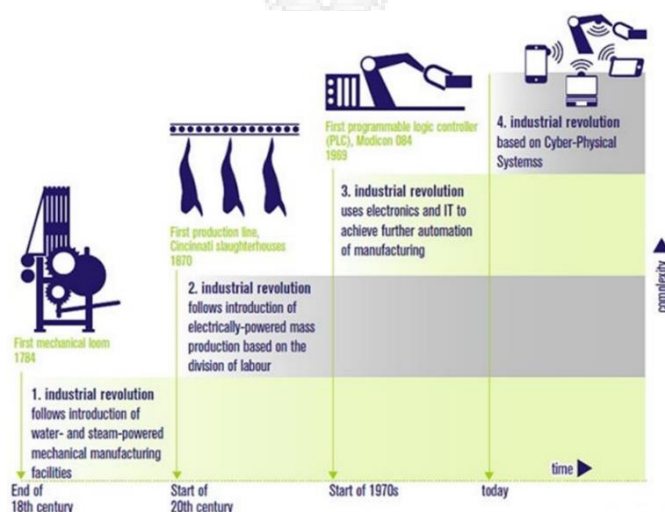 4. industrial revolution
based on Cyber-Physical
Systemss
First programmable logic controller
(PLC), Modicon 084
1969
3. industrial revolution
uses electronics and IT to
achieve further automation
of manufacturing
First production line,
Cincinnati slaughterhouses
1870
2. industrial revolution
follows introduction of
electrically-powered mass
production based on the
division of labour
First mechanical loom
1784
1. industrial revolution
follows introduction of
water- and steam-powered
mechanical manufacturing
facilities
complexity
time
End of
18th century
Start of
20th century
Start of 1970s
today